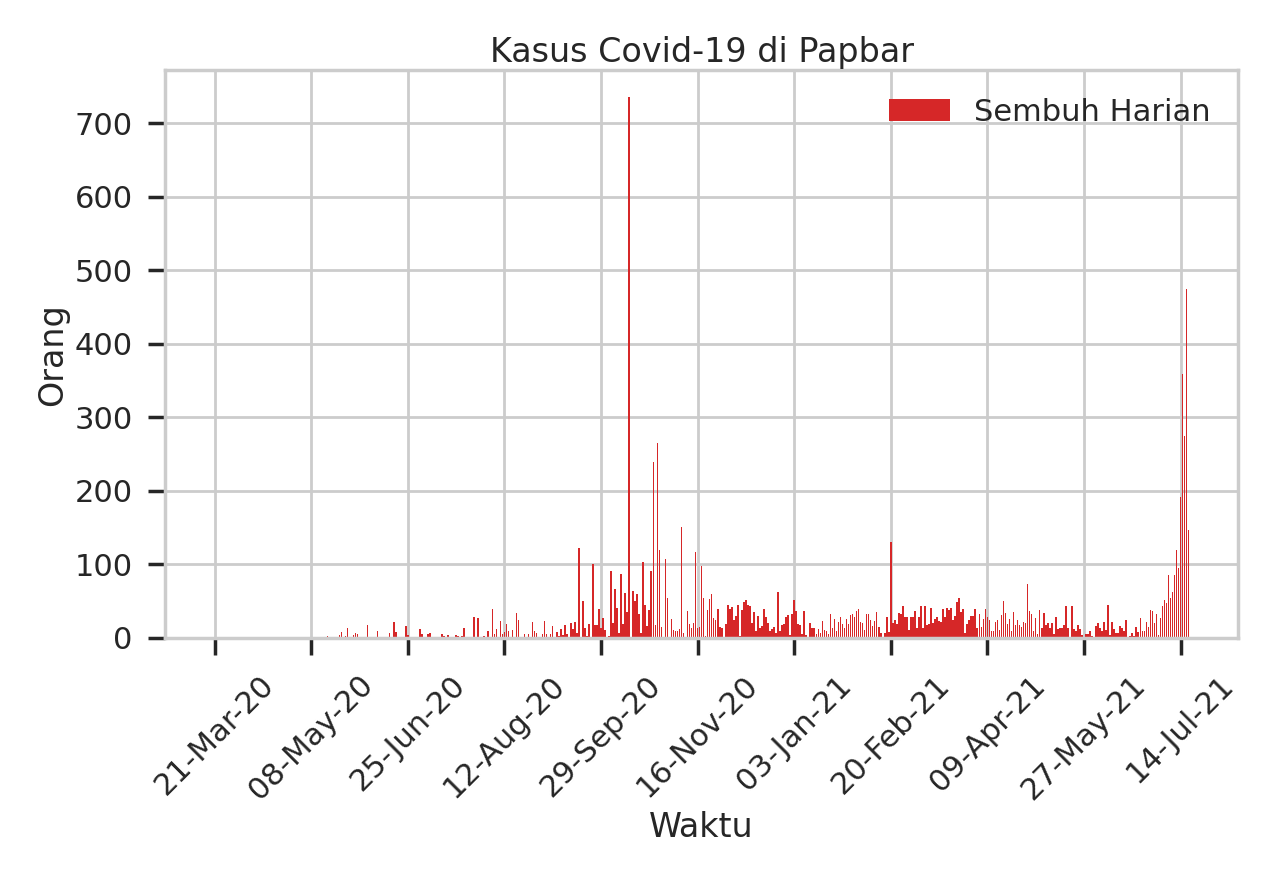 Kasus Covid-19 di Papbar
Sembuh Harian
Orang
700
600
500
400
300
200
100
0
21-Mar-20
08-May-20
25-Jun-20
12-Aug-20
29-Sep-20
16-Nov-20
03-Jan-21
20-Feb-21
09-Apr-21
27-May-21
14-Jul-21
Waktu